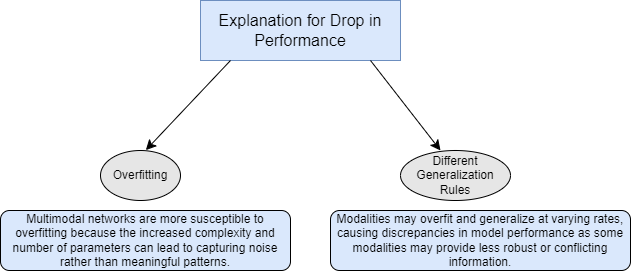 Explanation for Drop in
Performance
Overfitting
Different
Generalization
Rules
Multimodal networks are more susceptible to
overfitting because the increased complexity and
number of parameters can lead to capturing noise
rather than meaningful patterns.
Modalities may overfit and generalize at varying rates,
causing discrepancies in model performance as some
modalities may provide less robust or conflicting
information.